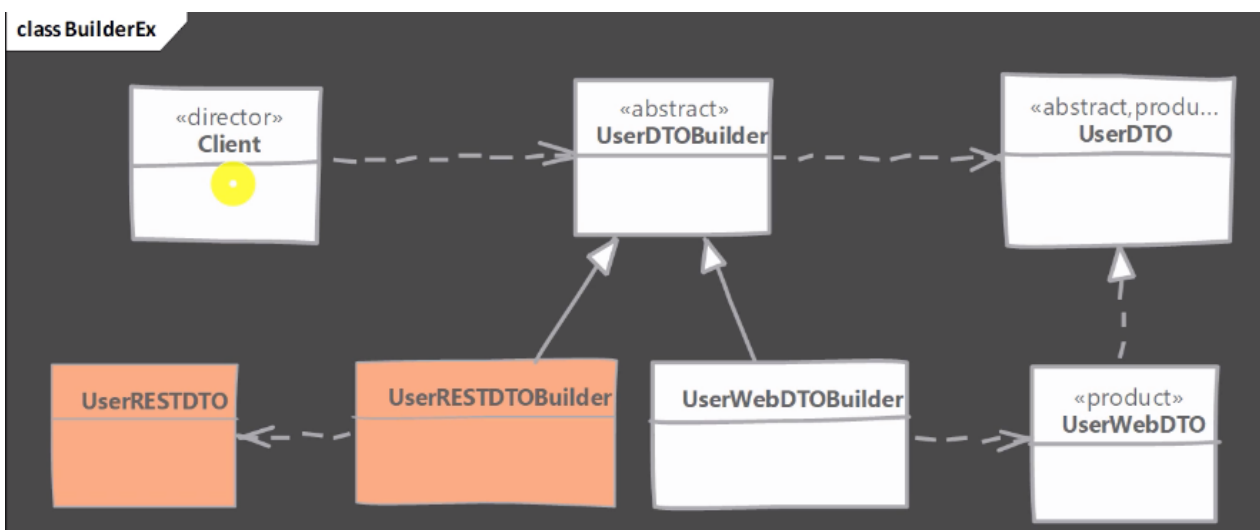 class BuilderEx
«director»
Client
«abstract»
UserDTOBuilder
«abstract,produ...
UserDTO
UserRESTDTO
UserRESTDTOBuilder
UserWebDTOBuilder
«product»
UserWebDTO